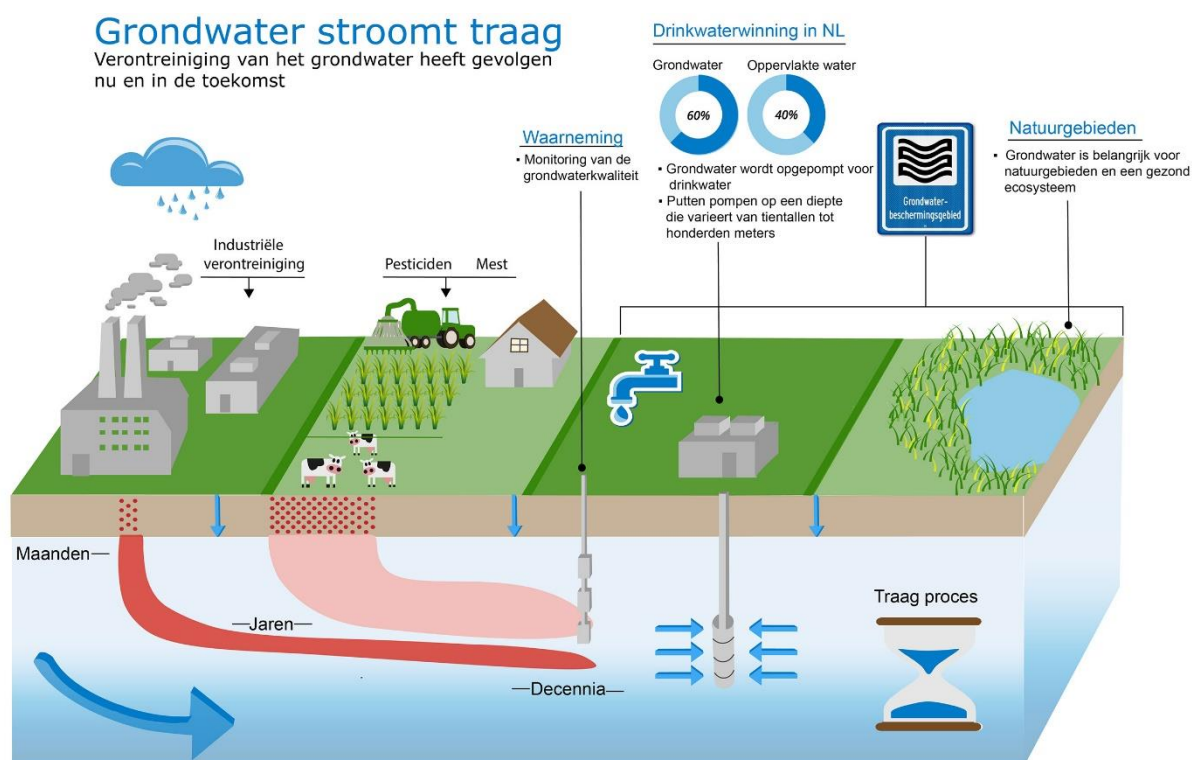 Grondwater stroomt traag
Verontreiniging van het grondwater heeft gevolgen
nu en in de toekomst
Drinkwaterwinning in NL
Grondwater
Oppervlakte water
60%
40%
▪ Grondwater wordt opgepompt voor
drinkwater
▪ Putten pompen op een diepte
die varieert van tientallen tot
honderden meters
Waarneming
▪ Monitoring van de
grondwaterkwaliteit
Grondwater-
beschermingsgebied
Natuurgebieden
▪ Grondwater is belangrijk voor
natuurgebieden en een gezond
ecosysteem
Industriële
verontreiniging
Pesticiden
Mest
Maanden
Jaren
Decennia
Traag proces